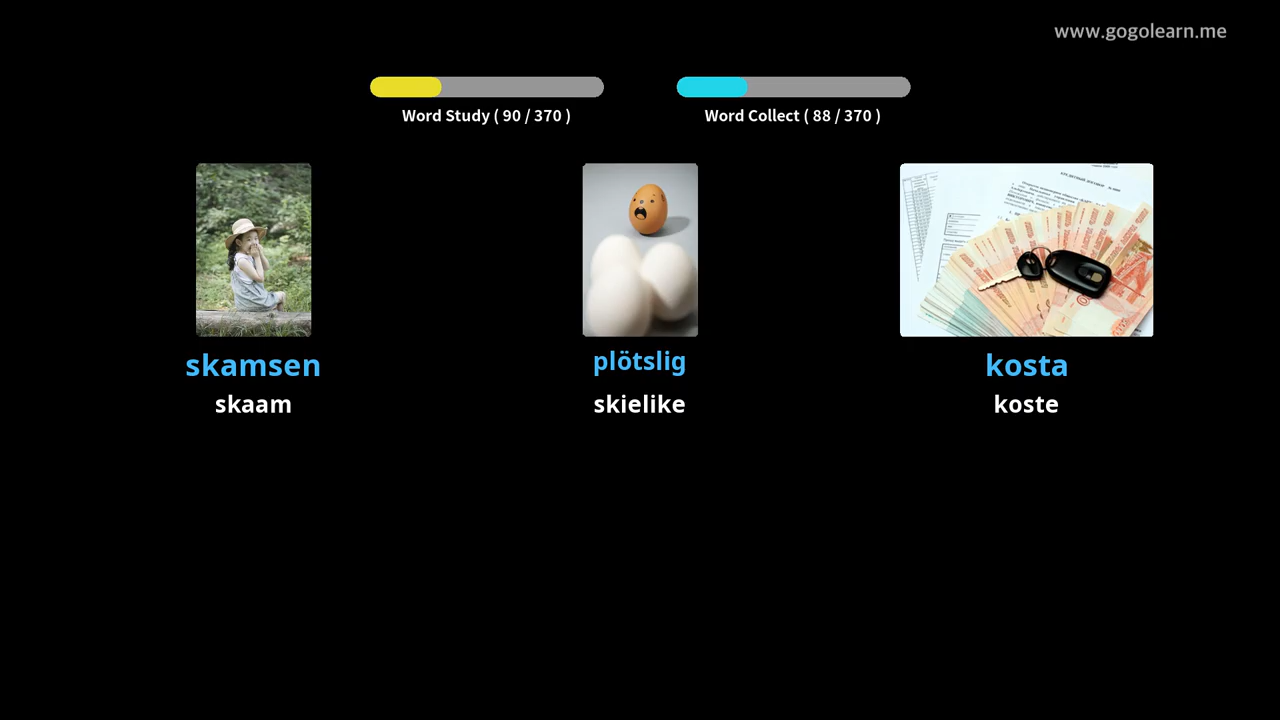 www.gogolearn.me
Word Study ( 90 / 370 )
Word Collect ( 88 / 370 )
skamsen
plötslig
kosta
skaam
skielike
koste